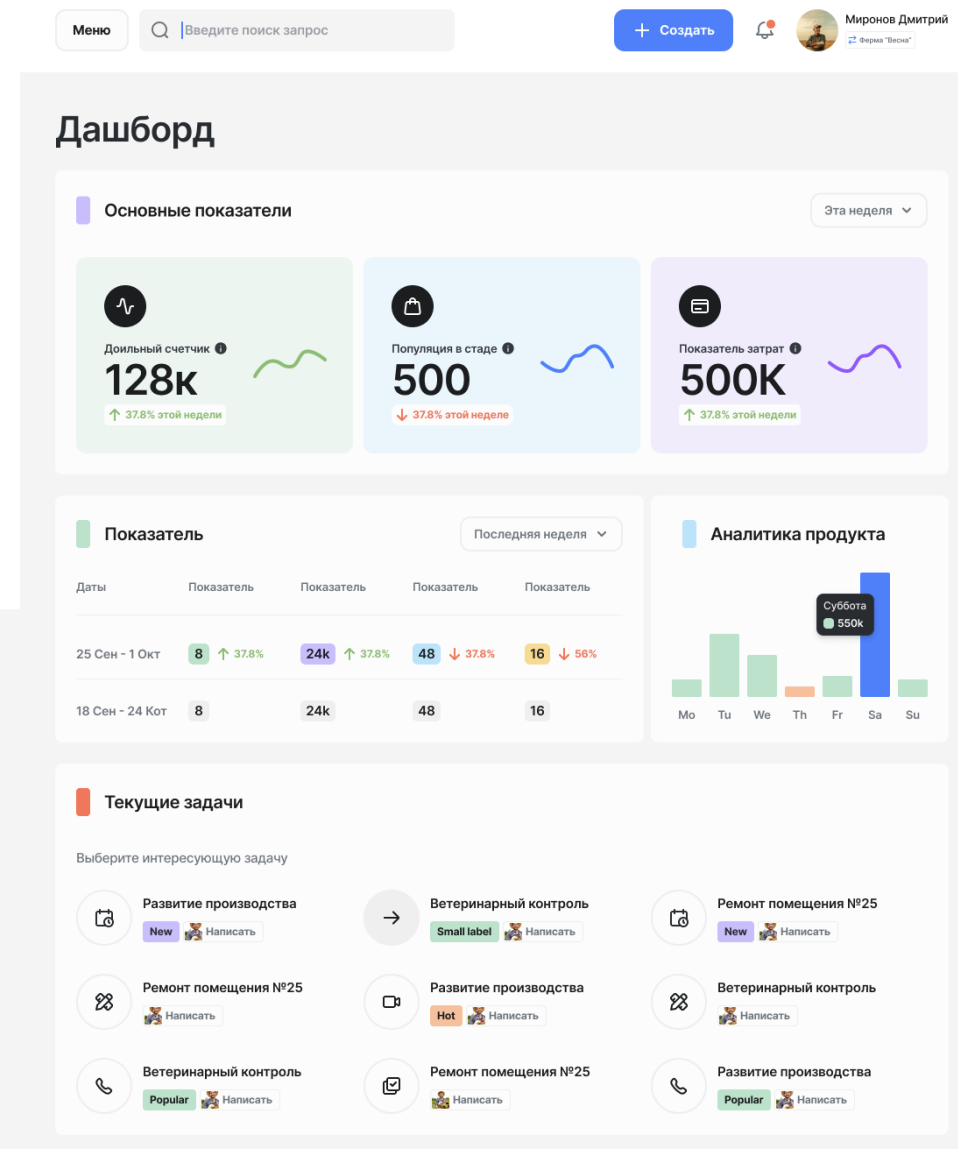 Меню
Введите поиск запрос
Создать
Миронов Дмитрий
Ферма "Весна"
Дашборд
Основные показатели
Эта неделя
Доильный счетчик
128к
37.8% этой недели
Популяция в стаде
500
37.8% этой неделе
Показатель затрат
500К
37.8% этой недели
Показатель
Последняя неделя
Даты Показатель Показатель Показатель Показатель
25 Сен - 1 Окт 8 37.8% 24k 37.8% 48 37.8% 16 56%
18 Сен - 24 Кот 8 24k 48 16
Аналитика продукта
Суббота
550k
Mo Tu We Th Fr Sa Su
Текущие задачи
Выберите интересующую задачу
Развитие производства
New Написать
Ветеринарный контроль
Small label Написать
Ремонт помещения №25
New Написать
Ремонт помещения №25
Написать
Развитие производства
Hot Написать
Ветеринарный контроль
Написать
Ветеринарный контроль
Popular Написать
Ремонт помещения №25
Написать
Развитие производства
Popular Написать